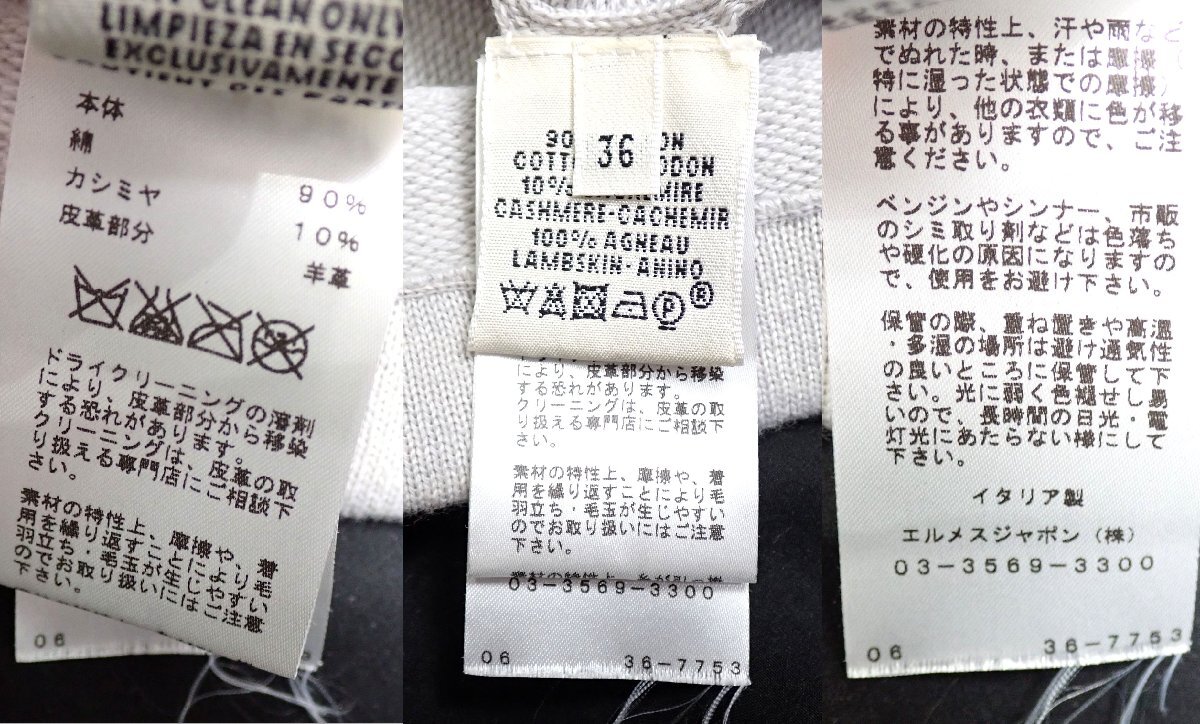 CLEAN ONLY
LIMPIEZA EN SECO
EXCLUSIVAMENTE
本体
綿 90%
カシミヤ 10%
皮革部分 羊革
ドライクリーニングの溶剤
により、皮革部分から移染
する恐れがあります。
クリーニングは、皮革の取
り扱える専門店にご相談下
さい。
素材の特性上、摩擦や、着
用を繰り返すことにより毛
羽立ち・毛玉が生じやすい
のでお取り扱いにはご注意
下さい。
06
36
90
ON
COTT ODON
10% EMIRE
CASHMERE-CACHEMIR
100% AGNEAU
LAMBSKIN-ANINO
P®
により、皮革部分から移染
する恐れがあります。
クリーニングは、皮革の取
り扱える専門店にご相談下
さい。
素材の特性上、摩擦や、着
用を繰り返すことにより毛
羽立ち・毛玉が生じやすい
のでお取り扱いにはご注意
下さい。
素材の特性上
03-3569-3300
06 36-7753
素材の特性上、汗や雨など
でぬれた時、または摩擦
特に湿った状態での摩擦
により、他の衣類に色が移
る事がありますので、ご注
意ください。
ベンジンやシンナー、市販
のシミ取り剤などは色落ち
や硬化の原因になりますの
で、使用をお避け下さい。
保管の際、重ね置きや高温
・多湿の場所は避け通気性
の良いところに保管して下
さい。光に弱く色褪せし易
いので、長時間の日光・電
灯光にあたらない様にして
下さい。
イタリア製
エルメスジャポン（株）
03-3569-3300
06 36-7753